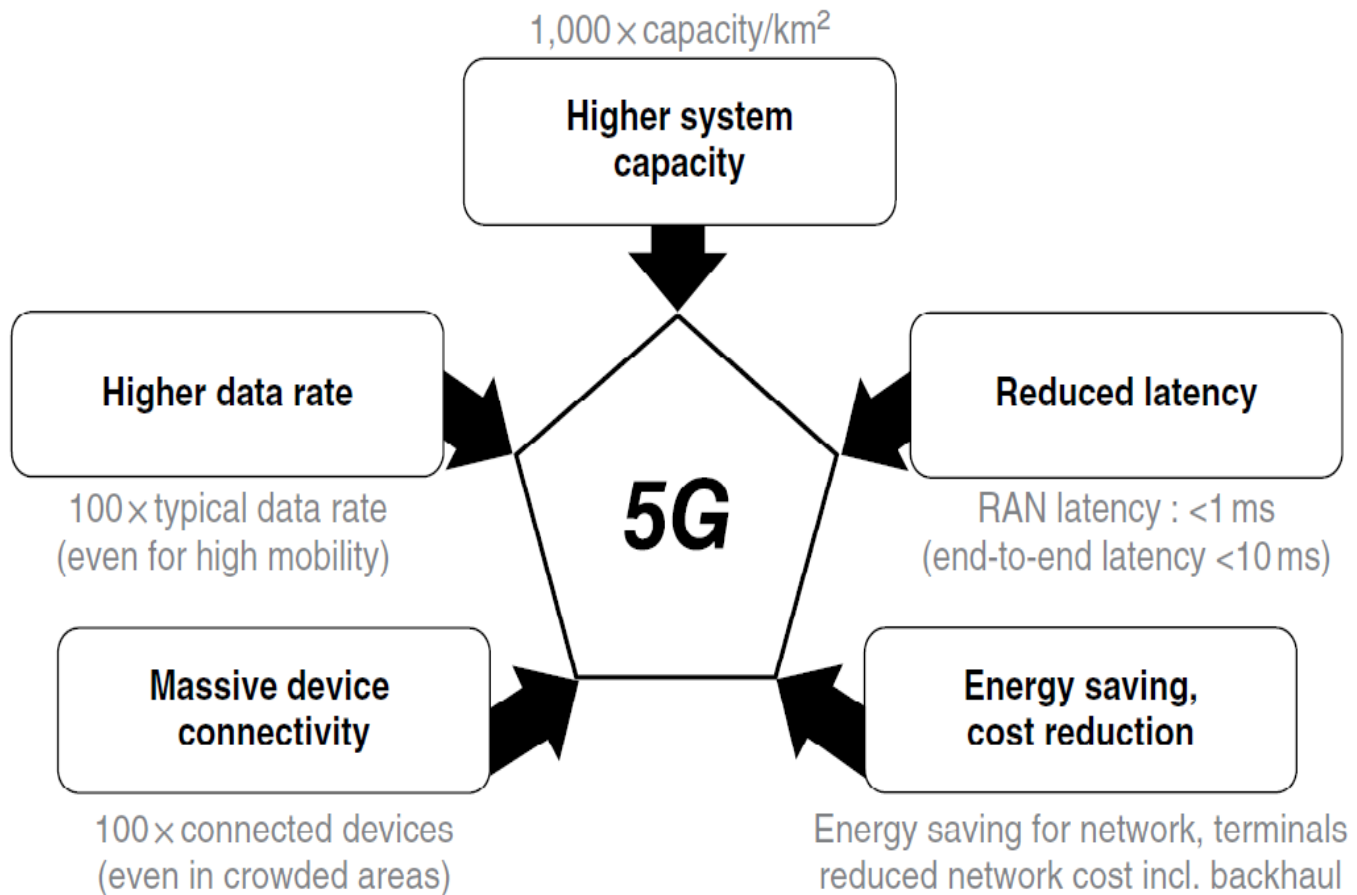 1,000×capacity/km²
Higher system
capacity
Higher data rate
100×typical data rate
(even for high mobility)
Reduced latency
RAN latency : <1 ms
(end-to-end latency <10 ms)
5G
Massive device
connectivity
100×connected devices
(even in crowded areas)
Energy saving,
cost reduction
Energy saving for network, terminals
reduced network cost incl. backhaul